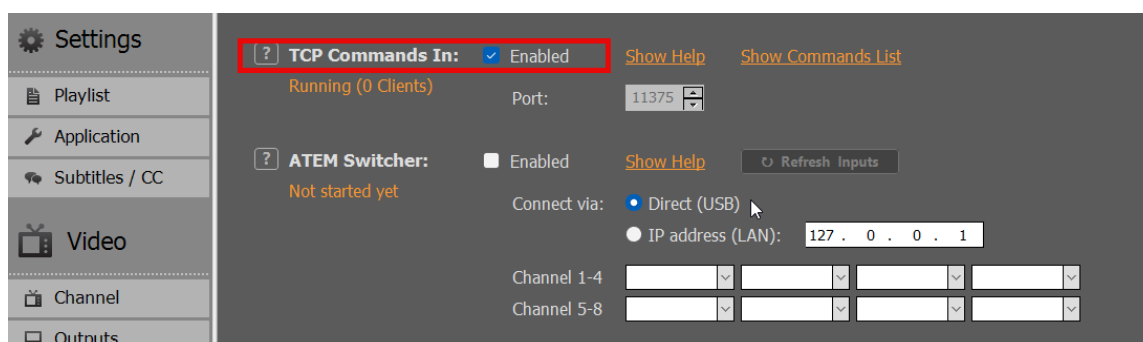 Settings
Playlist
Application
Subtitles / CC
Video
Channel
Outputs
? TCP Commands In: Enabled Show Help Show Commands List
Running (0 Clients)
Port: 11375
? ATEM Switcher: Enabled Show Help Refresh Inputs
Not started yet
Connect via: Direct (USB)
IP address (LAN): 127 . 0 . 0 . 1
Channel 1-4
Channel 5-8